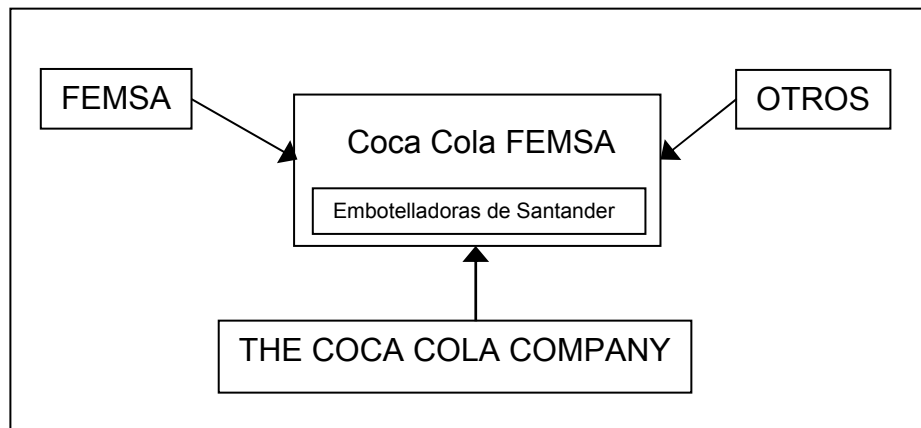 FEMSA
OTROS
Coca Cola FEMSA
Embotelladoras de Santander
THE COCA COLA COMPANY